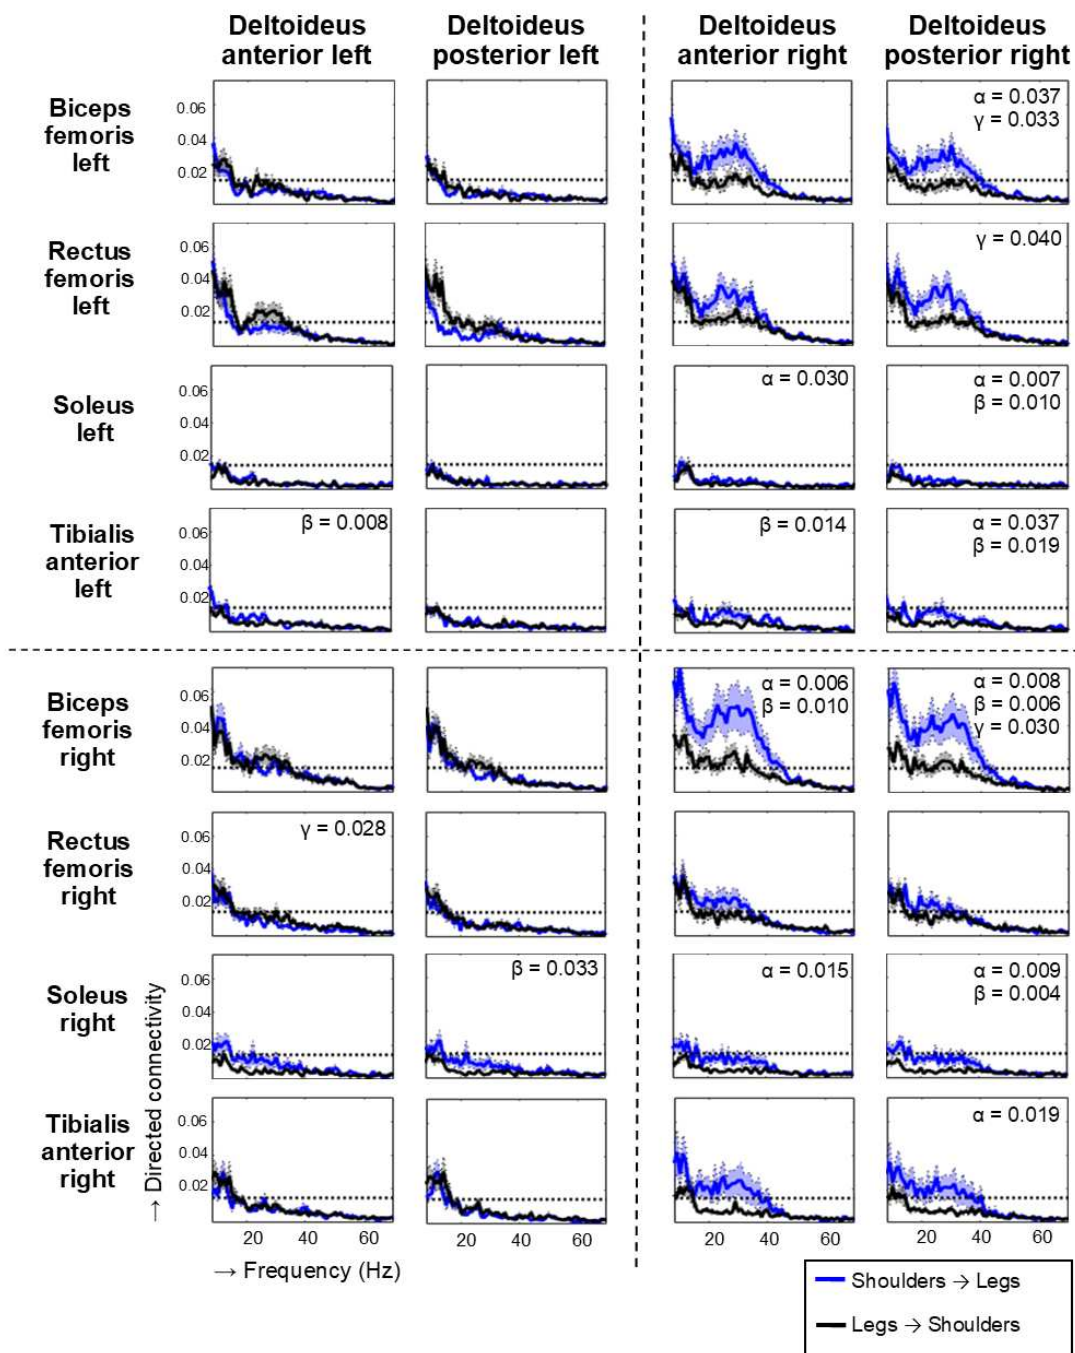 Deltoideus
anterior left
Deltoideus
posterior left
Deltoideus
anterior right
Deltoideus
posterior right
Biceps
femoris
left
0.06
0.04
0.02
α = 0.037
γ = 0.033
Rectus
femoris
left
0.06
0.04
0.02
γ = 0.040
Soleus
left
0.06
0.04
0.02
α = 0.030
α = 0.007
β = 0.010
Tibialis
anterior
left
0.06
0.04
0.02
β = 0.008
β = 0.014
α = 0.037
β = 0.019
Biceps
femoris
right
0.06
0.04
0.02
α = 0.006
β = 0.010
α = 0.008
β = 0.006
γ = 0.030
Rectus
femoris
right
0.06
0.04
0.02
γ = 0.028
Soleus
right
0.06
0.04
0.02
β = 0.033
α = 0.015
α = 0.009
β = 0.004
Tibialis
anterior
right
→ Directed connectivity
0.06
0.04
0.02
α = 0.019
20 40 60
20 40 60
20 40 60
20 40 60
→ Frequency (Hz)
Shoulders → Legs
Legs → Shoulders